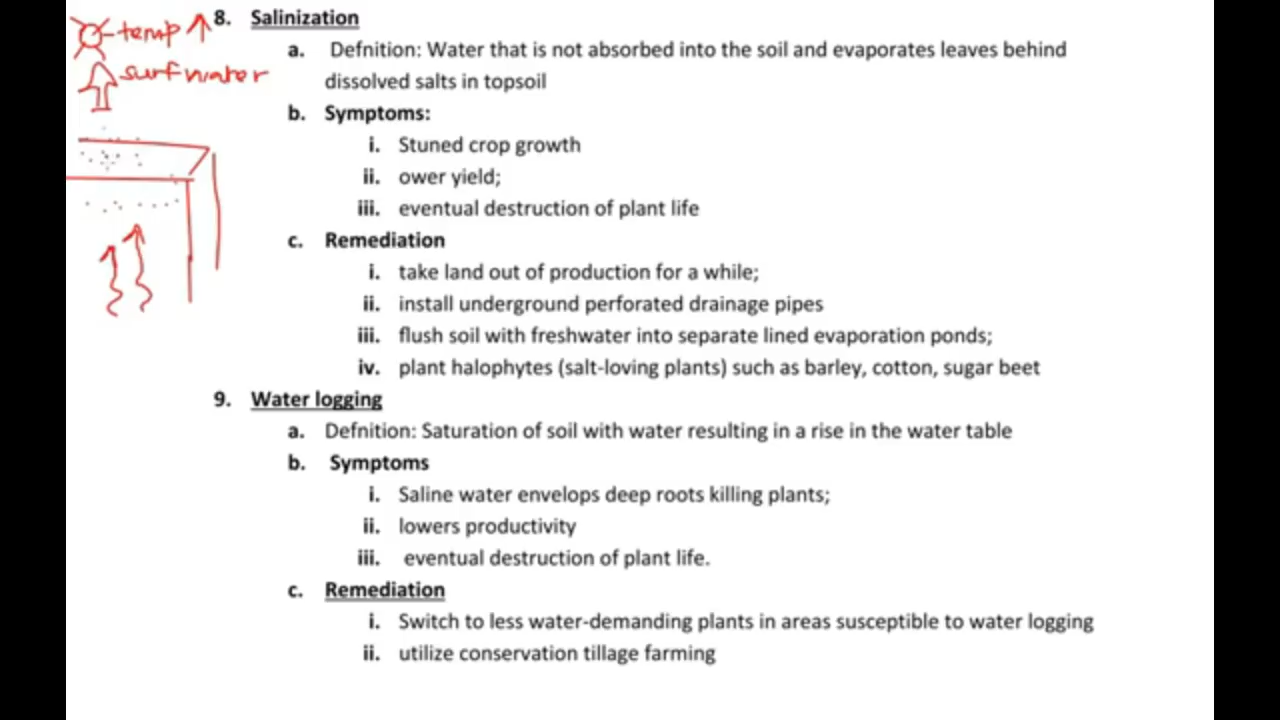 temp
surf water
8. Salinization
a. Defnition: Water that is not absorbed into the soil and evaporates leaves behind
dissolved salts in topsoil
b. Symptoms:
i. Stuned crop growth
ii. ower yield;
iii. eventual destruction of plant life
c. Remediation
i. take land out of production for a while;
ii. install underground perforated drainage pipes
iii. flush soil with freshwater into separate lined evaporation ponds;
iv. plant halophytes (salt-loving plants) such as barley, cotton, sugar beet
9. Water logging
a. Defnition: Saturation of soil with water resulting in a rise in the water table
b. Symptoms
i. Saline water envelops deep roots killing plants;
ii. lowers productivity
iii. eventual destruction of plant life.
c. Remediation
i. Switch to less water-demanding plants in areas susceptible to water logging
ii. utilize conservation tillage farming